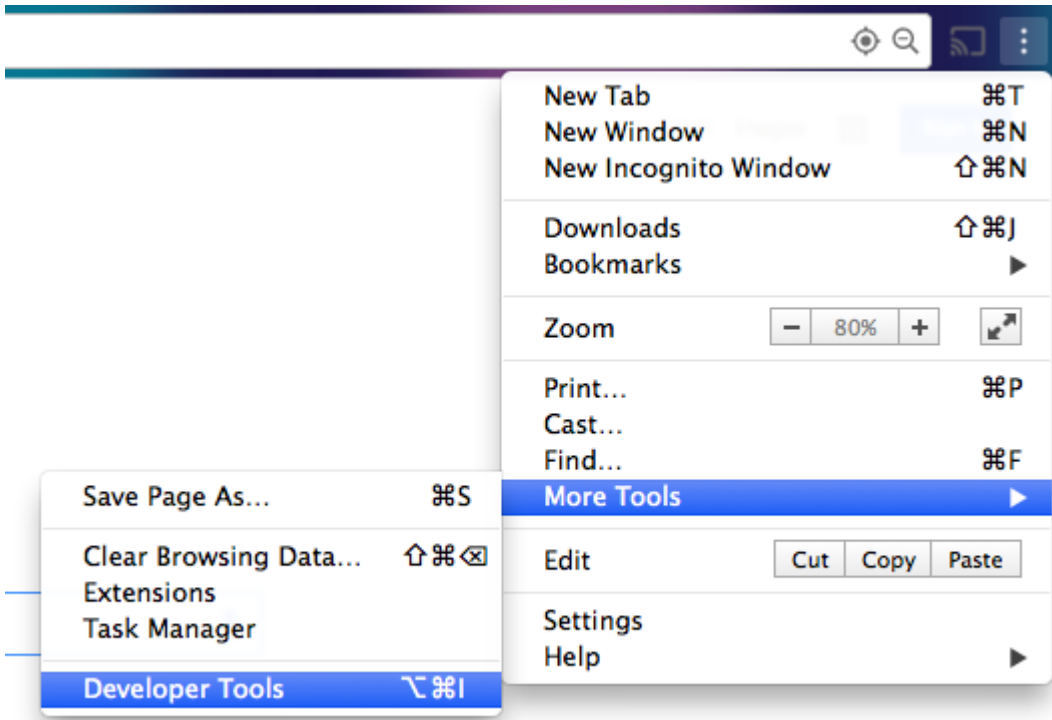 New Tab ⌘T
New Window ⌘N
New Incognito Window ⇧⌘N
Downloads ⇧⌘J
Bookmarks ▶
Zoom − 80% +
Print... ⌘P
Cast...
Find... ⌘F
More Tools ▶
Edit Cut Copy Paste
Settings
Help ▶
Save Page As... ⌘S
Clear Browsing Data... ⇧⌘⌫
Extensions
Task Manager
Developer Tools ⌥⌘I